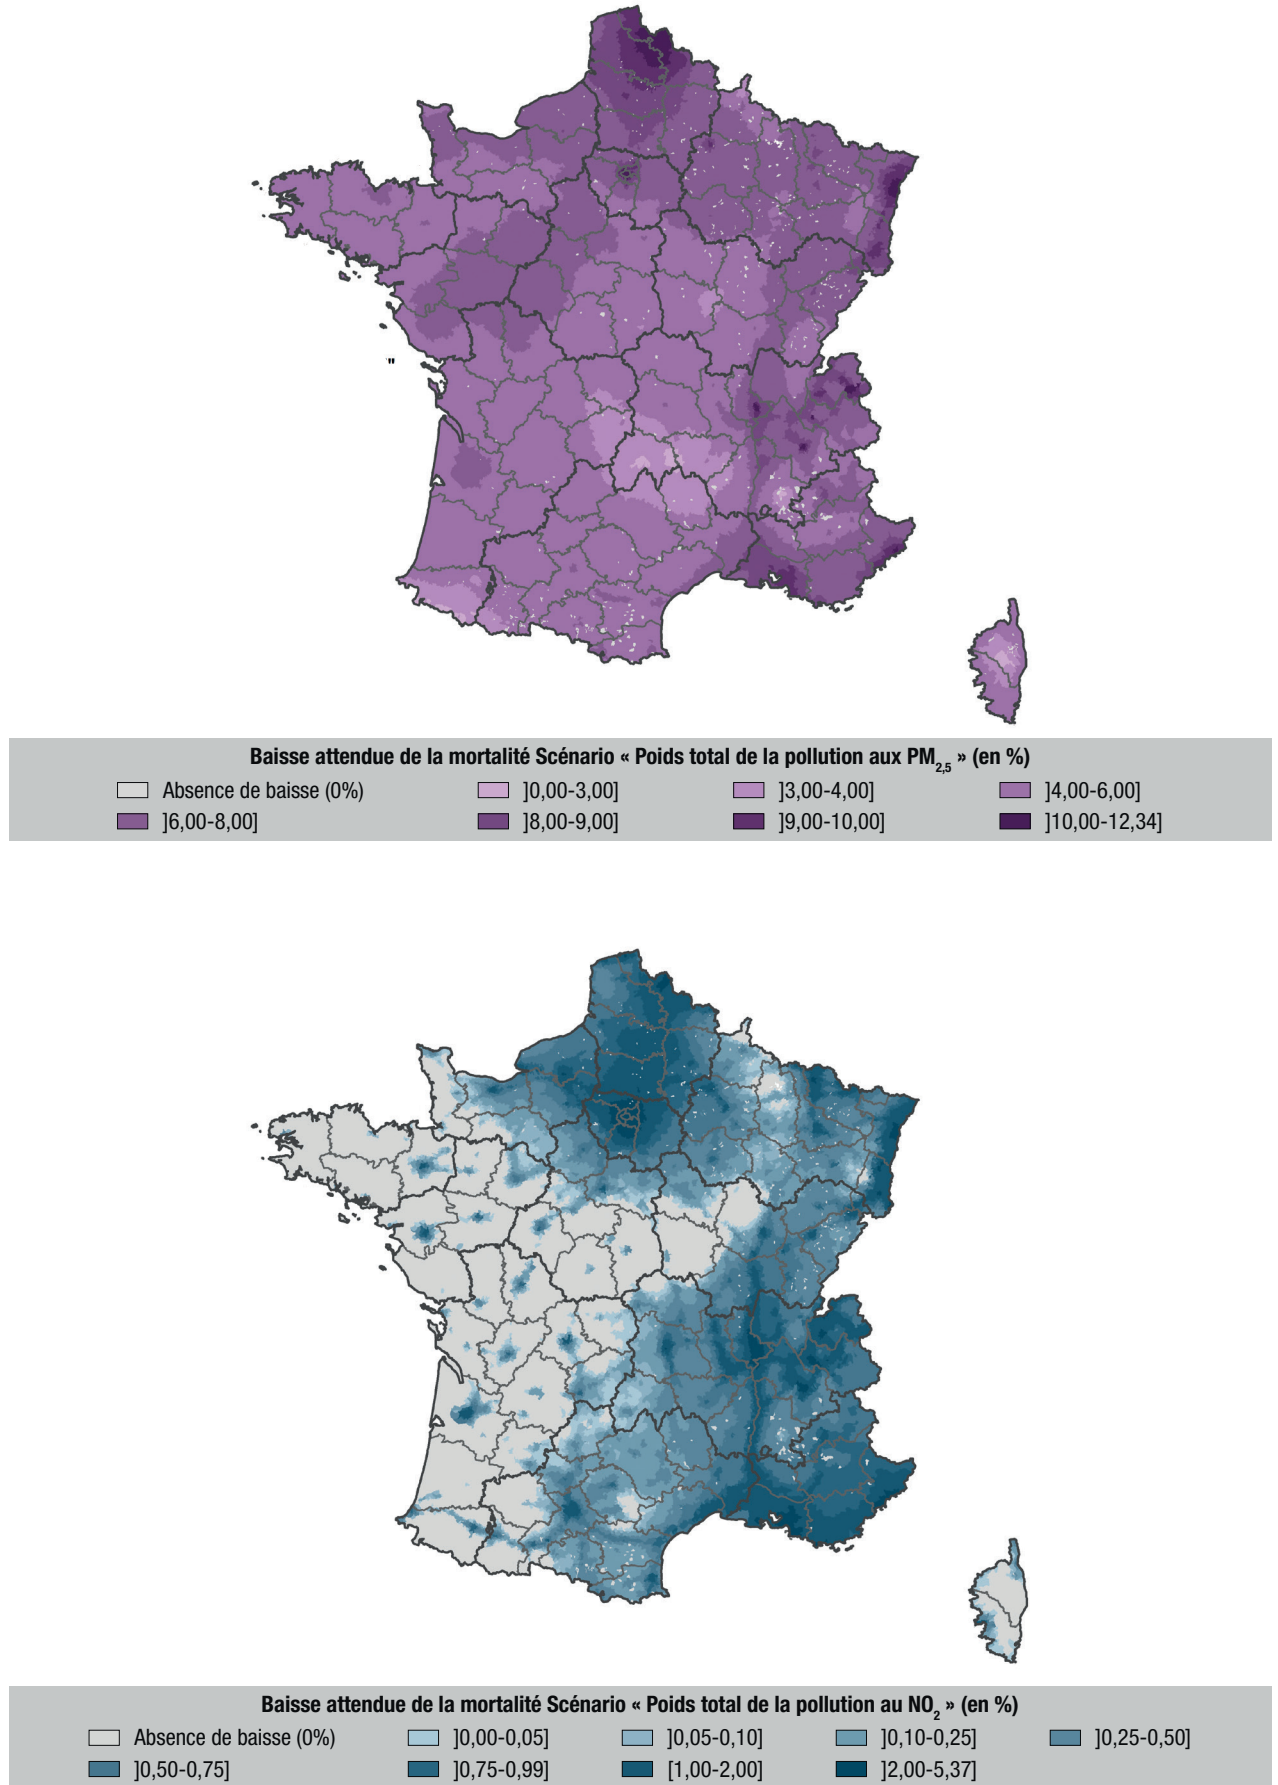 "
Baisse attendue de la mortalité Scénario « Poids total de la pollution aux PM2,5 » (en %)
Absence de baisse (0%) ]0,00-3,00] ]3,00-4,00] ]4,00-6,00]
]6,00-8,00] ]8,00-9,00] ]9,00-10,00] ]10,00-12,34]
Baisse attendue de la mortalité Scénario « Poids total de la pollution au NO2 » (en %)
Absence de baisse (0%) ]0,00-0,05] ]0,05-0,10] ]0,10-0,25] ]0,25-0,50]
]0,50-0,75] ]0,75-0,99] [1,00-2,00] ]2,00-5,37]